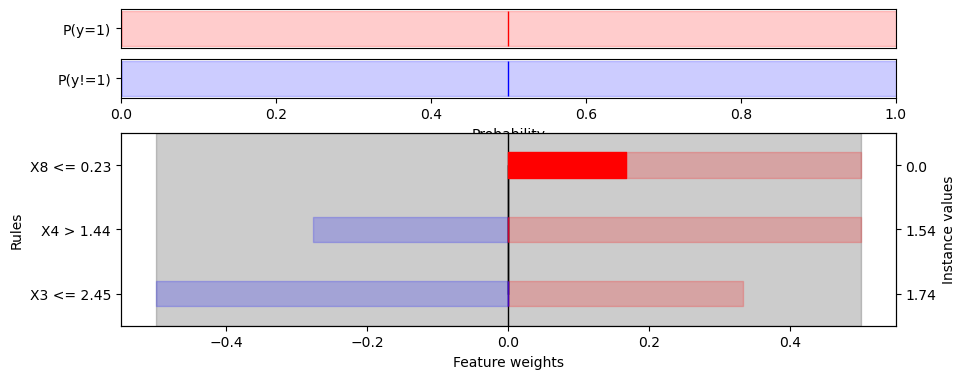 P(y=1)
P(y!=1)
0.0 0.2 0.4 0.6 0.8 1.0
Probability
X8 <= 0.23 0.0
X4 > 1.44 1.54
X3 <= 2.45 1.74
Rules
Instance values
−0.4 −0.2 0.0 0.2 0.4
Feature weights